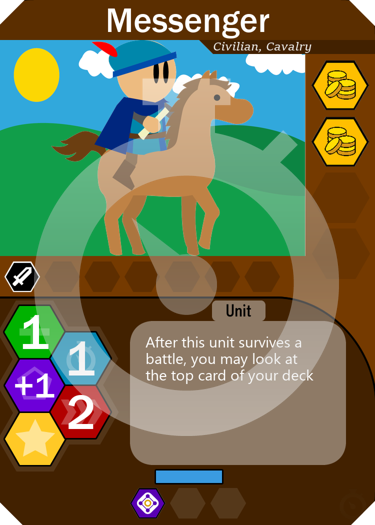 Messenger
Civilian, Cavalry
Unit
1
1
+1
2
After this unit survives a
battle, you may look at
the top card of your deck